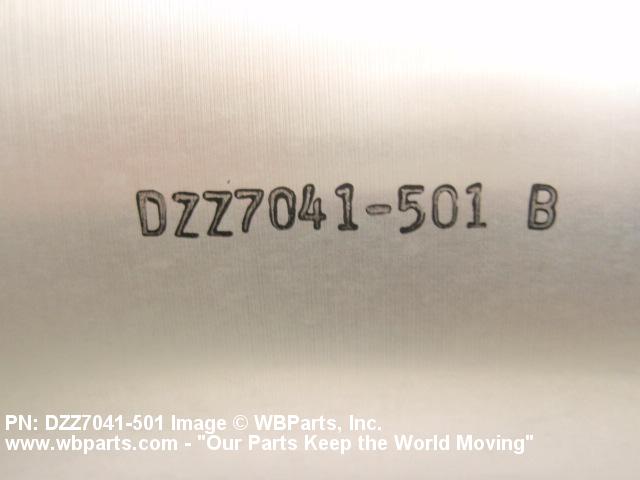 DZZ7041-501 B
PN: DZZ7041-501 Image © WBParts, Inc.
www.wbparts.com - "Our Parts Keep the World Moving"